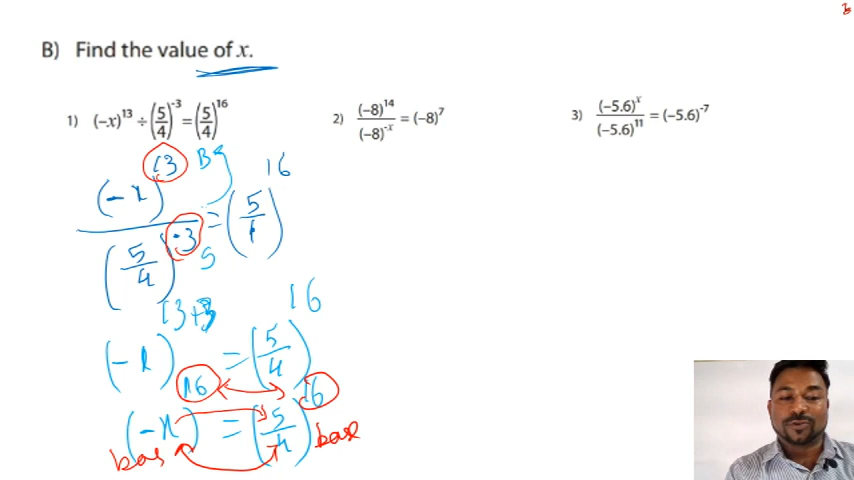 B) Find the value of x.
1) (–x)^13 ÷ (5/4)^-3 = (5/4)^16
2) (–8)^14 / (–8)^-x = (–8)^7
3) (–5.6)^x / (–5.6)^11 = (–5.6)^-7
(-x)^13 / (5/4)^-3 = (5/4)^16
B
S
(-x)^13+3 = (5/4)^16
(-x)^16 = (5/4)^16
bas base